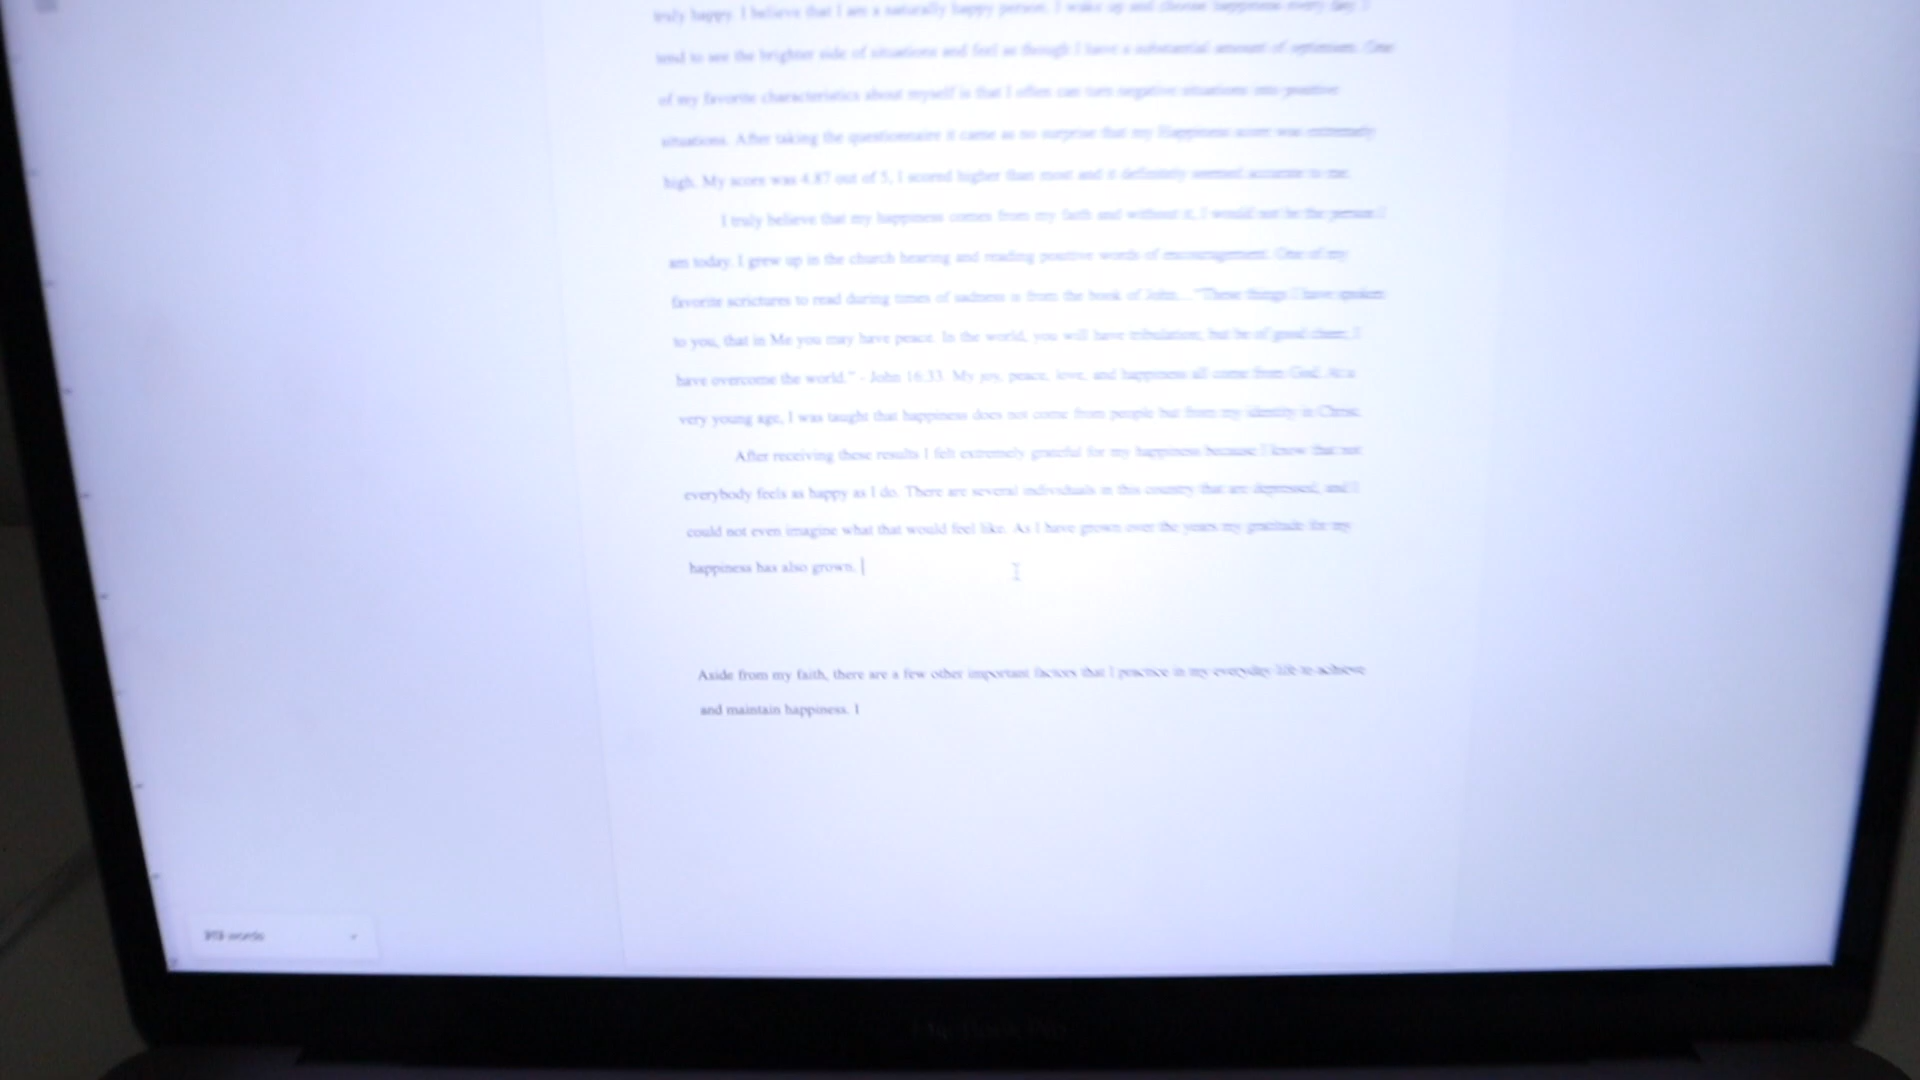 truly happy. I believe that I am a naturally happy person. I wake up and choose happiness every day. I
tend to see the brighter side of situations and feel as though I have a substantial amount of optimism. One
of my favorite characteristics about myself is that I often can turn negative situations into positive
situations. After taking the questionnaire it came as no surprise that my Happiness score was extremely
high. My score was 4.87 out of 5, I scored higher than most and it definitely seemed accurate to me.
I truly believe that my happiness comes from my faith and without it, I would not be the person I
am today. I grew up in the church hearing and reading positive words of encouragement. One of my
favorite scrictures to read during times of sadness is from the book of John... "These things I have spoken
to you, that in Me you may have peace. In the world, you will have tribulation; but be of good cheer, I
have overcome the world." - John 16:33. My joy, peace, love, and happiness all come from God. At a
very young age, I was taught that happiness does not come from people but from my identity in Christ.
After receiving these results I felt extremely grateful for my happiness because I know that not
everybody feels as happy as I do. There are several individuals in this country that are depressed, and I
could not even imagine what that would feel like. As I have grown over the years my gratitude for my
happiness has also grown.
Aside from my faith, there are a few other important factors that I practice in my everyday life to achieve
and maintain happiness. I
words